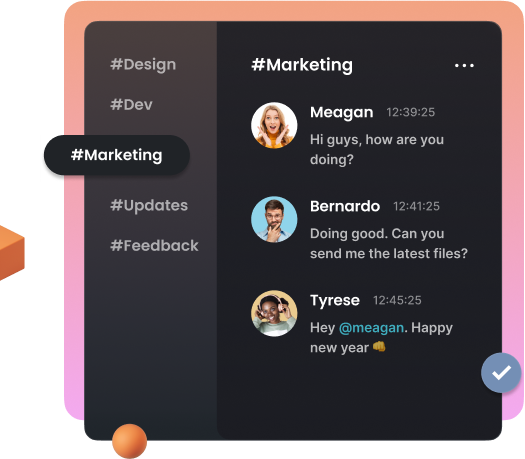 #Design
#Dev
#Marketing
#Updates
#Feedback
#Marketing
Meagan 12:39:25
Hi guys, how are you
doing?
Bernardo 12:41:25
Doing good. Can you
send me the latest files?
Tyrese 12:45:25
Hey @meagan. Happy
new year 👊